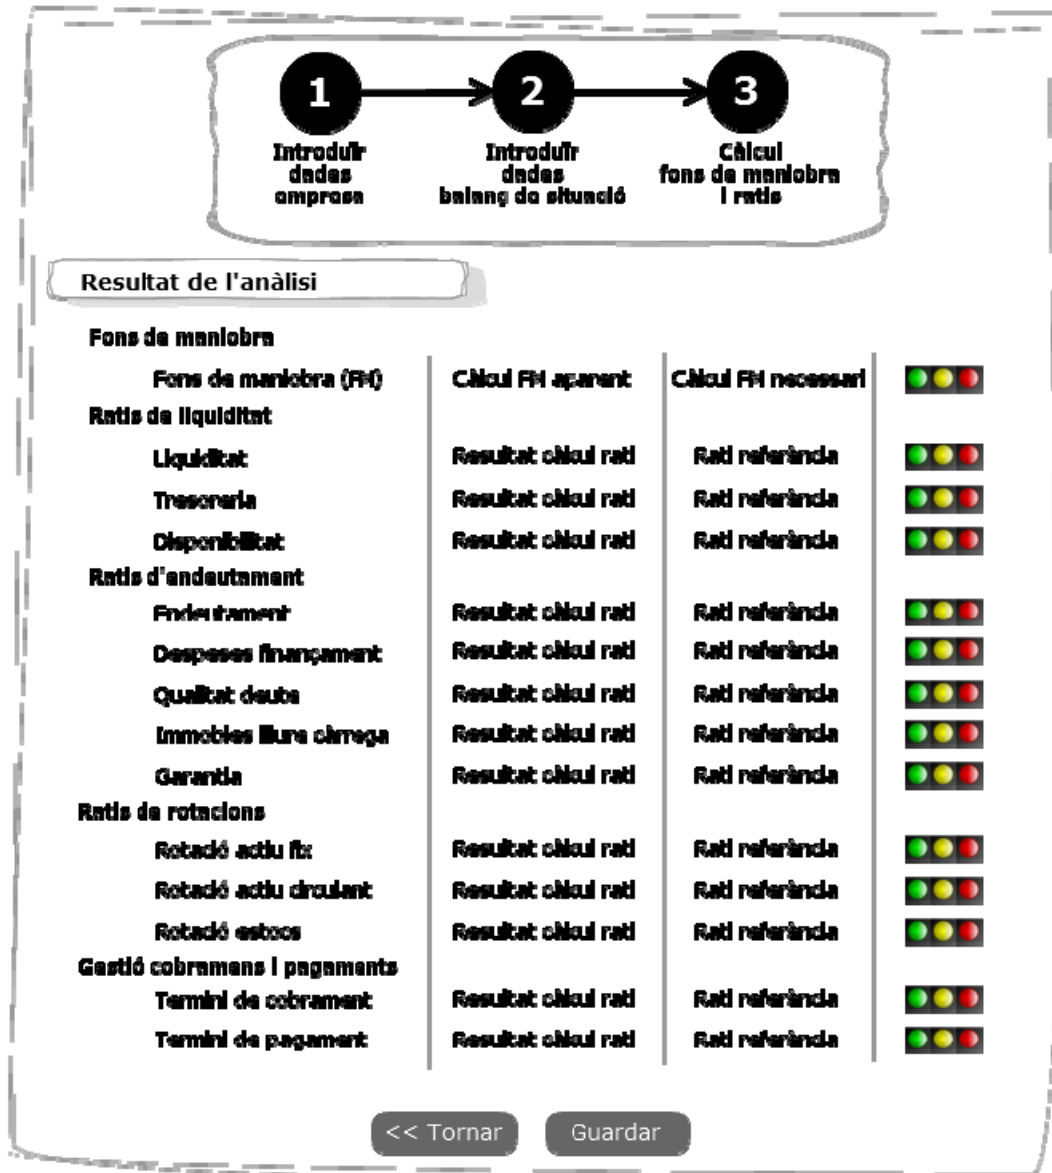 1 2 3
Introduïr Introduïr Càlcul
dades dades fons de maniobra
empresa balanç de situació i ratis
Resultat de l'anàlisi
Fons de maniobra
Fons de maniobra (FM) Càlcul FM aparent Càlcul FM necessari
Ratis de liquiditat
Liquiditat Resultat càlcul rati Rati referència
Tresoreria Resultat càlcul rati Rati referència
Disponibilitat Resultat càlcul rati Rati referència
Ratis d'endeutament
Endeutament Resultat càlcul rati Rati referència
Despeses finançament Resultat càlcul rati Rati referència
Qualitat deute Resultat càlcul rati Rati referència
Immobles lliure càrrega Resultat càlcul rati Rati referència
Garantia Resultat càlcul rati Rati referència
Ratis de rotacions
Rotació actiu fix Resultat càlcul rati Rati referència
Rotació actiu circulant Resultat càlcul rati Rati referència
Rotació estocs Resultat càlcul rati Rati referència
Gestió cobramens i pagaments
Termini de cobrament Resultat càlcul rati Rati referència
Termini de pagament Resultat càlcul rati Rati referència
<< Tornar Guardar